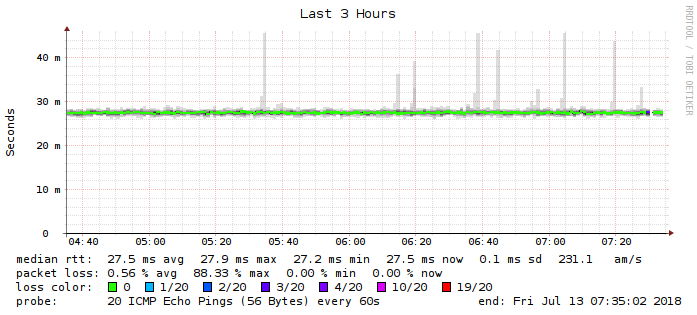 Last 3 Hours
RRDTOOL / TOBI OETIKER
Seconds
40 m
30 m
20 m
10 m
0
04:40 05:00 05:20 05:40 06:00 06:20 06:40 07:00 07:20
median rtt: 27.5 ms avg 27.9 ms max 27.2 ms min 27.5 ms now 0.1 ms sd 231.1 am/s
packet loss: 0.56 % avg 88.33 % max 0.00 % min 0.00 % now
loss color: 0 1/20 2/20 3/20 4/20 10/20 19/20
probe: 20 ICMP Echo Pings (56 Bytes) every 60s end: Fri Jul 13 07:35:02 2018